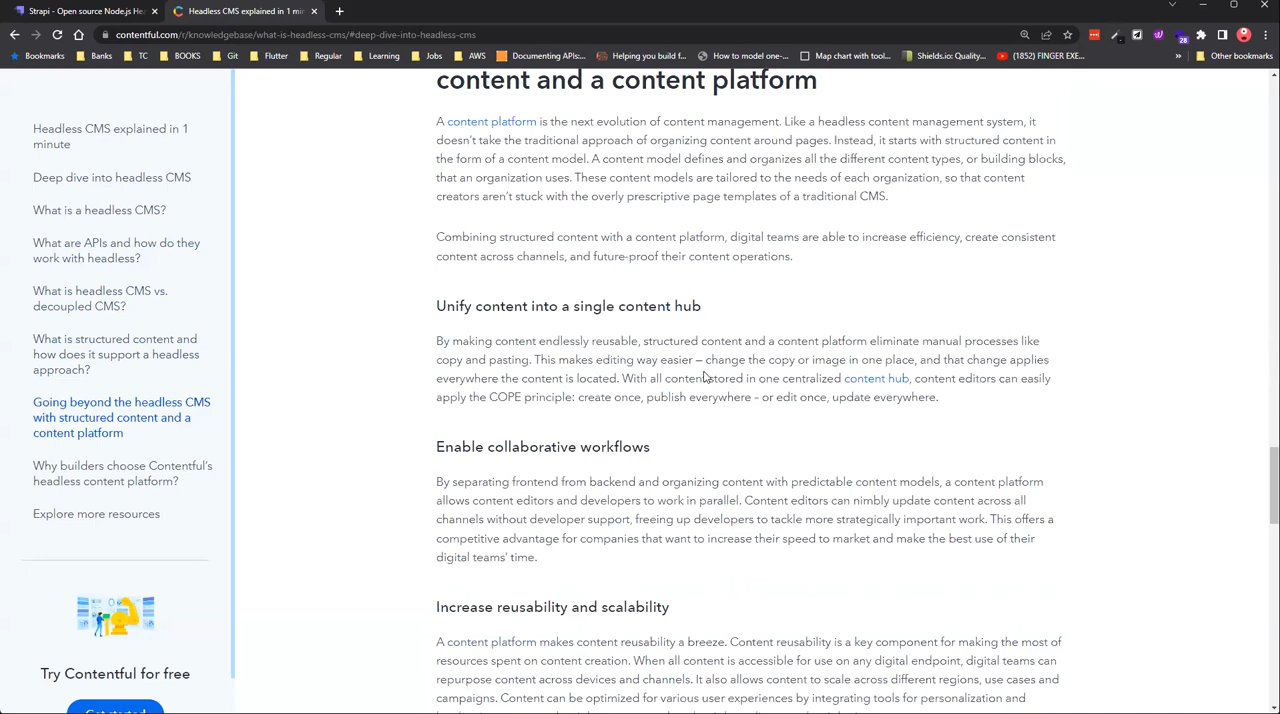 Strapi - Open source Node.js Hea
Headless CMS explained in 1 min
contentful.com/r/knowledgebase/what-is-headless-cms/#deep-dive-into-headless-cms
Bookmarks
Banks
TC
BOOKS
Git
Flutter
Regular
Learning
Jobs
AWS
Documenting APIs:...
Helping you build f...
How to model one-...
Map chart with tool...
Shields.io: Quality...
(1852) FINGER EXE...
»
Other bookmarks
28
Headless CMS explained in 1
minute
Deep dive into headless CMS
What is a headless CMS?
What are APIs and how do they
work with headless?
What is headless CMS vs.
decoupled CMS?
What is structured content and
how does it support a headless
approach?
Going beyond the headless CMS
with structured content and a
content platform
Why builders choose Contentful's
headless content platform?
Explore more resources
Try Contentful for free
Get started
content and a content platform
A content platform is the next evolution of content management. Like a headless content management system, it
doesn't take the traditional approach of organizing content around pages. Instead, it starts with structured content in
the form of a content model. A content model defines and organizes all the different content types, or building blocks,
that an organization uses. These content models are tailored to the needs of each organization, so that content
creators aren't stuck with the overly prescriptive page templates of a traditional CMS.
Combining structured content with a content platform, digital teams are able to increase efficiency, create consistent
content across channels, and future-proof their content operations.
Unify content into a single content hub
By making content endlessly reusable, structured content and a content platform eliminate manual processes like
copy and pasting. This makes editing way easier — change the copy or image in one place, and that change applies
everywhere the content is located. With all content stored in one centralized content hub, content editors can easily
apply the COPE principle: create once, publish everywhere – or edit once, update everywhere.
Enable collaborative workflows
By separating frontend from backend and organizing content with predictable content models, a content platform
allows content editors and developers to work in parallel. Content editors can nimbly update content across all
channels without developer support, freeing up developers to tackle more strategically important work. This offers a
competitive advantage for companies that want to increase their speed to market and make the best use of their
digital teams' time.
Increase reusability and scalability
A content platform makes content reusability a breeze. Content reusability is a key component for making the most of
resources spent on content creation. When all content is accessible for use on any digital endpoint, digital teams can
repurpose content across devices and channels. It also allows content to scale across different regions, use cases and
campaigns. Content can be optimized for various user experiences by integrating tools for personalization and